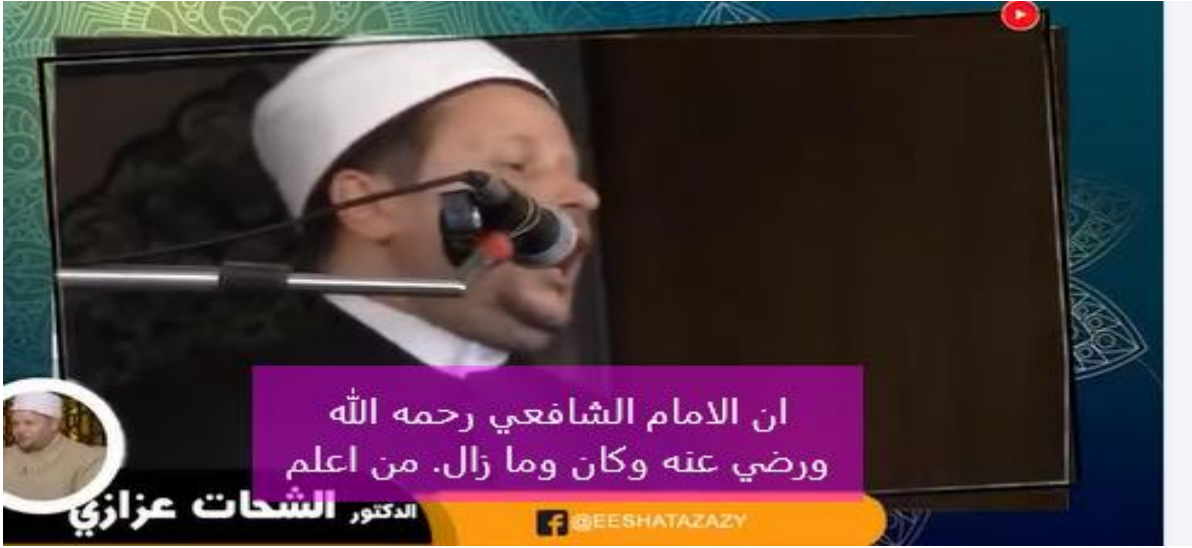 ان الامام الشافعي رحمه الله
ورضي عنه وكان وما زال. من اعلم
الدكتور الشحات عزازي
@EESHATAZAZY